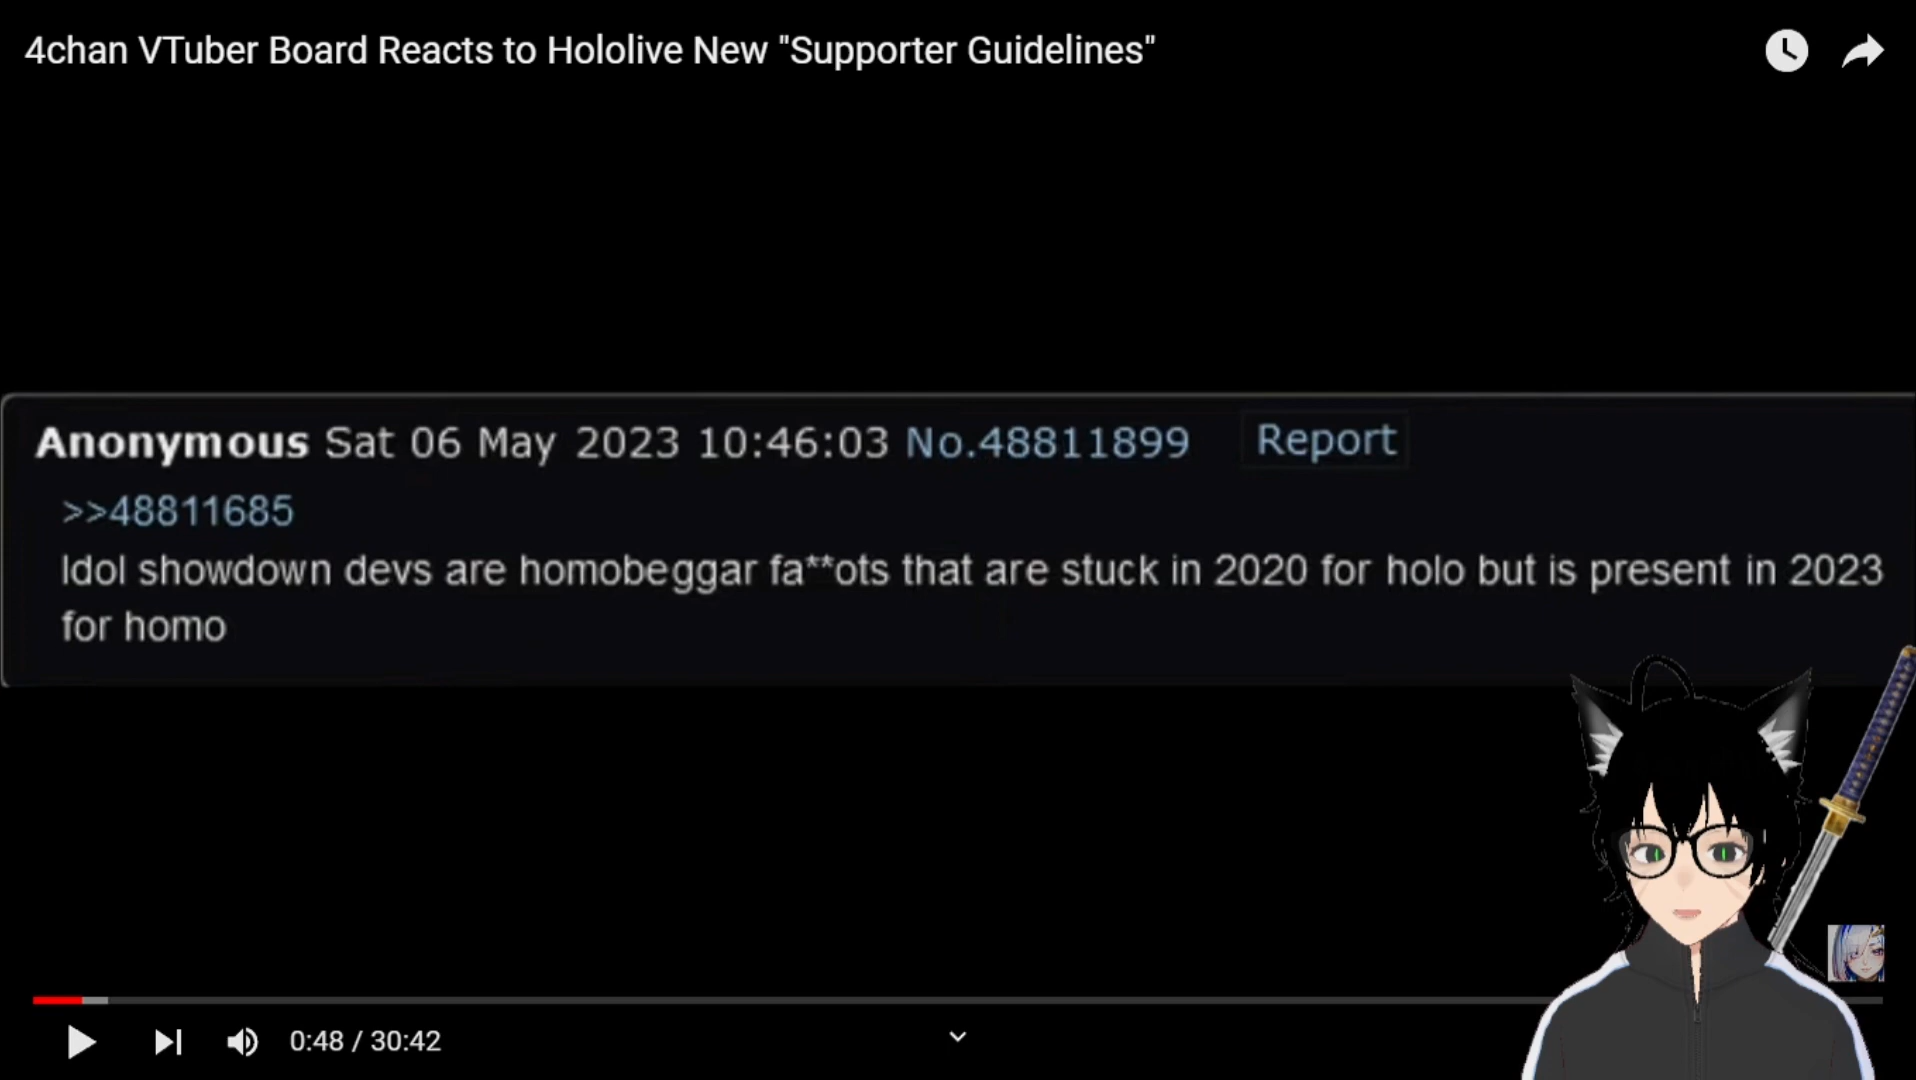 4chan VTuber Board Reacts to Hololive New "Supporter Guidelines"
Anonymous Sat 06 May 2023 10:46:03 No.48811899 Report
>>48811685
Idol showdown devs are homobeggar fa**ots that are stuck in 2020 for holo but is present in 2023
for homo
0:48 / 30:42